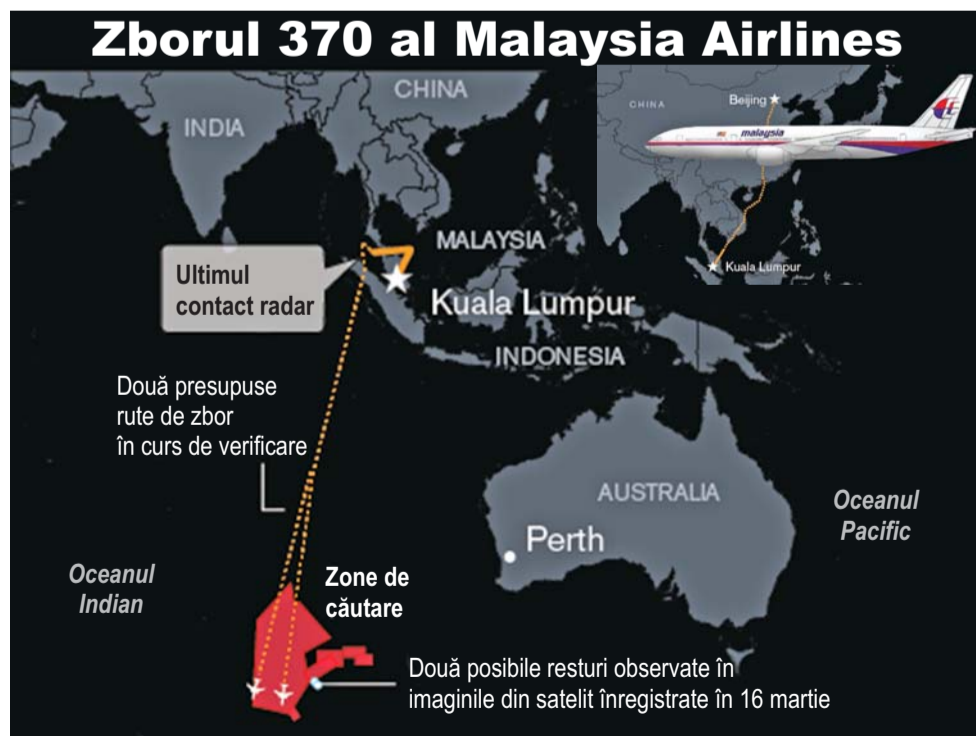 Zborul 370 al Malaysia Airlines
CHINA
INDIA
CHINA
Beijing
malaysia
Kuala Lumpur
MALAYSIA
Ultimul
contact radar
Kuala Lumpur
INDONESIA
Două presupuse
rute de zbor
în curs de verificare
AUSTRALIA
Oceanul
Pacific
Perth
Oceanul
Indian
Zone de
căutare
Două posibile resturi observate în
imaginile din satelit înregistrate în 16 martie